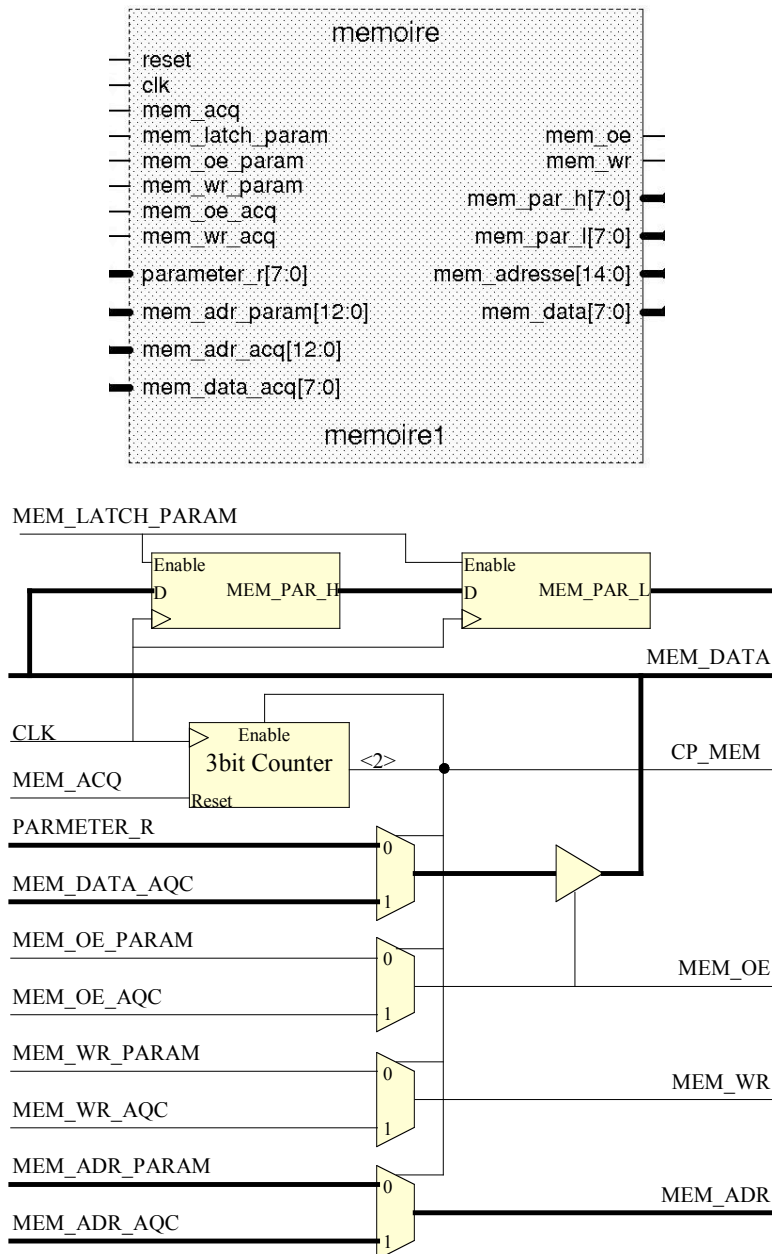 memoire
reset
clk
mem_acq
mem_latch_param
mem_oe_param
mem_wr_param
mem_oe_acq
mem_wr_acq
parameter_r[7:0]
mem_adr_param[12:0]
mem_adr_acq[12:0]
mem_data_acq[7:0]
mem_oe
mem_wr
mem_par_h[7:0]
mem_par_l[7:0]
mem_adresse[14:0]
mem_data[7:0]
memoire1
MEM_LATCH_PARAM
Enable
D
MEM_PAR_H
Enable
D
MEM_PAR_L
MEM_DATA
CLK
Enable
3bit Counter
<2>
CP_MEM
MEM_ACQ
Reset
PARMETER_R
0
MEM_DATA_AQC
1
MEM_OE_PARAM
0
MEM_OE
MEM_OE_AQC
1
MEM_WR_PARAM
0
MEM_WR
MEM_WR_AQC
1
MEM_ADR_PARAM
0
MEM_ADR
MEM_ADR_AQC
1